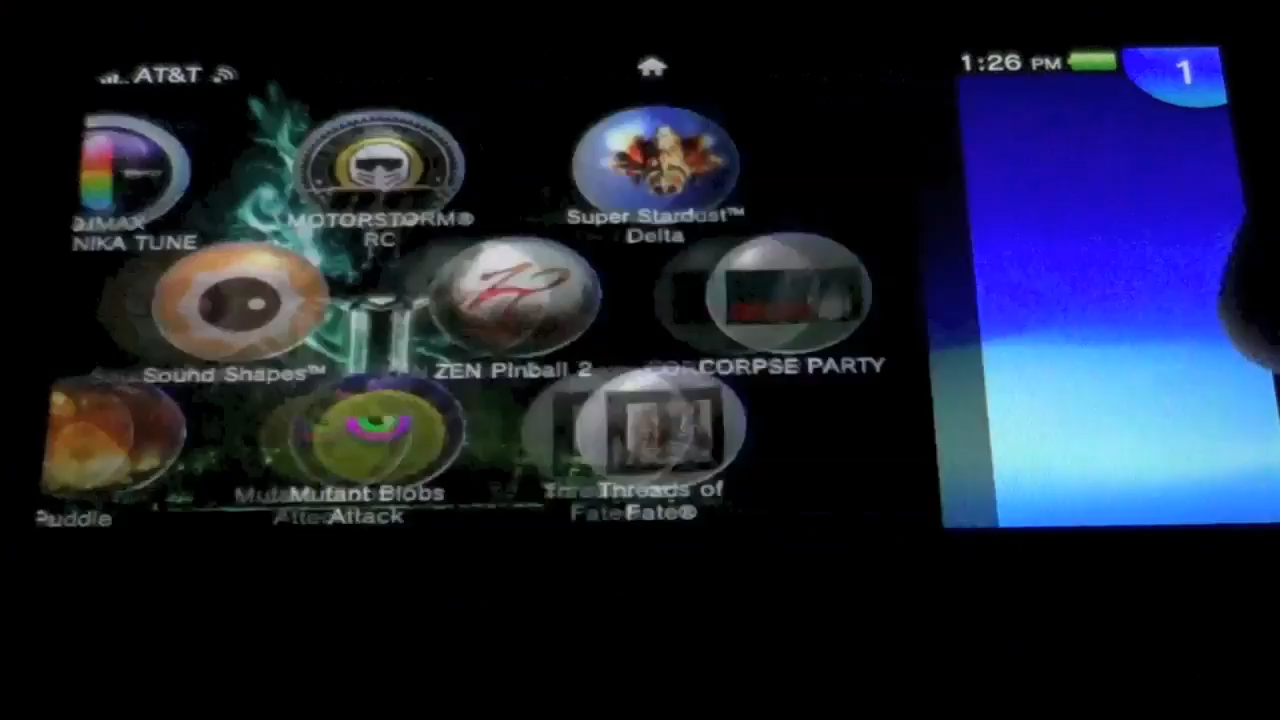 AT&T
1:26 PM
1
DJMAX
NIKA TUNE
MOTORSTORM®
RC
Super Stardust™
Delta
Sound Shapes™
ZEN Pinball 2
CORPSE PARTY
Puddle
Mutant Blobs
Attack
Threads of
Fate®